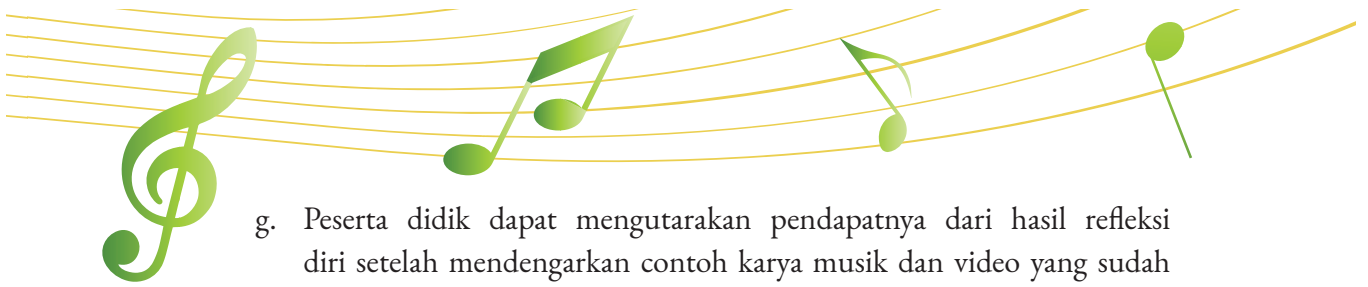 g. Peserta didik dapat mengutarakan pendapatnya dari hasil refleksi
diri setelah mendengarkan contoh karya musik dan video yang sudah